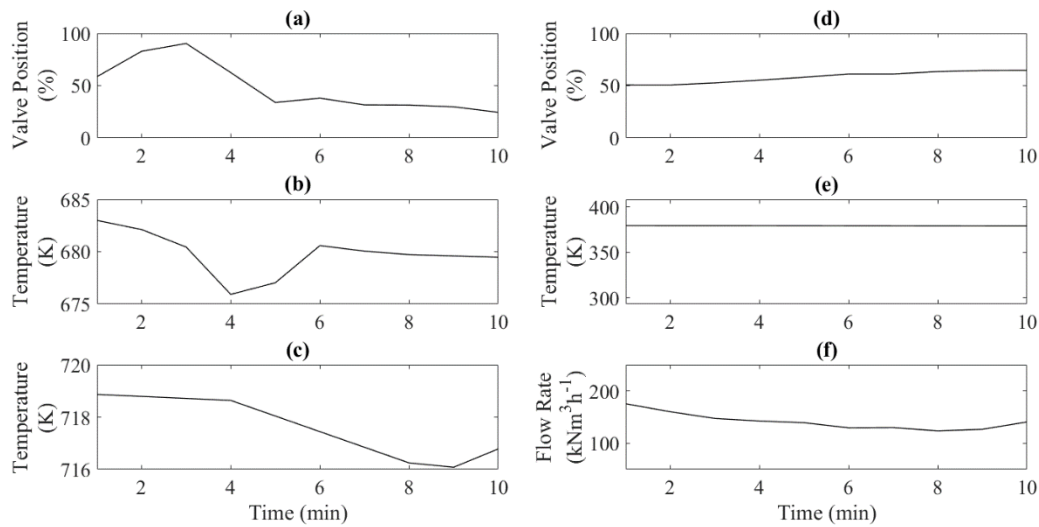 (a)
Valve Position
(%)
100
50
0
2 4 6 8 10
(b)
Temperature
(K)
685
680
675
2 4 6 8 10
(c)
Temperature
(K)
720
718
716
2 4 6 8 10
Time (min)
(d)
Valve Position
(%)
100
50
0
2 4 6 8 10
(e)
Temperature
(K)
400
350
300
2 4 6 8 10
(f)
Flow Rate
(kNm³h⁻¹)
200
100
2 4 6 8 10
Time (min)